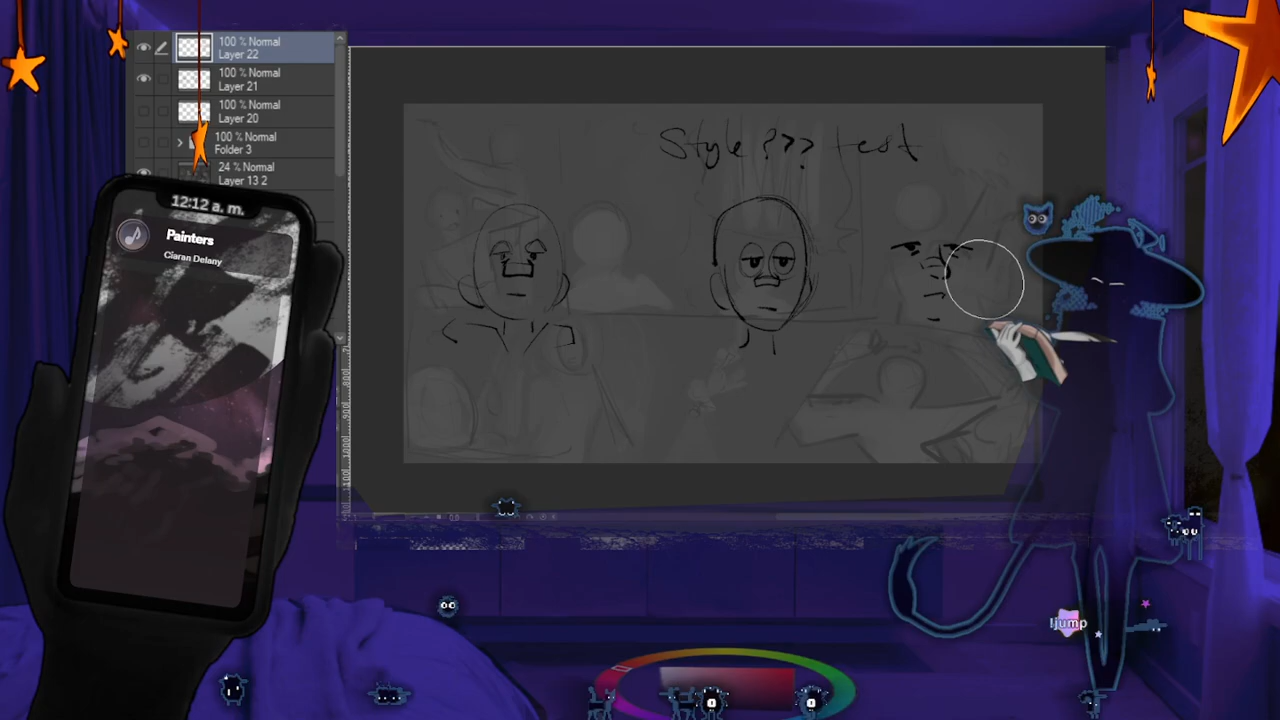 100 % Normal
Layer 22
100 % Normal
Layer 21
100 % Normal
Layer 20
100 % Normal
Folder 3
24 % Normal
Layer 13 2
12:12 a. m.
Painters
Ciaran Delany
Style ??? test
!jump